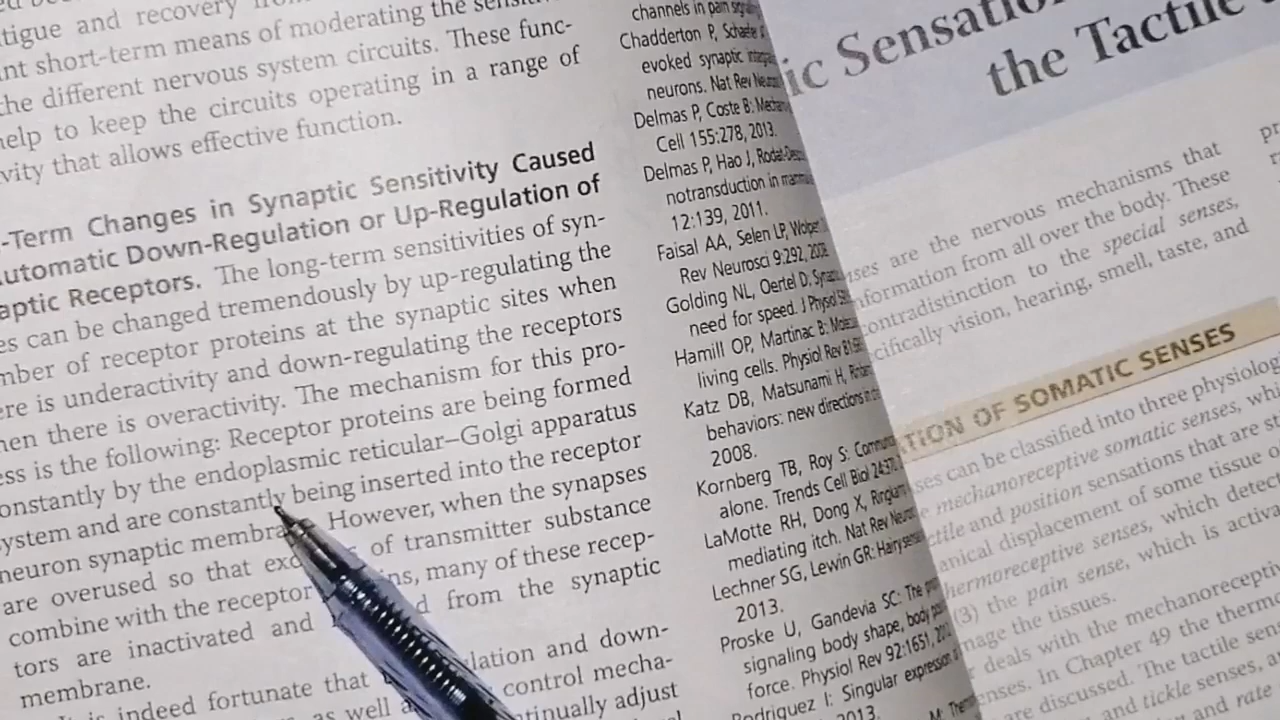 tigue and recovery
nt short-term means of moderating the
the different nervous system circuits. These func-
help to keep the circuits operating in a range of
vity that allows effective function.
-Term Changes in Synaptic Sensitivity Caused
utomatic Down-Regulation or Up-Regulation of
aptic Receptors. The long-term sensitivities of syn-
es can be changed tremendously by up-regulating the
mber of receptor proteins at the synaptic sites when
ere is underactivity and down-regulating the receptors
hen there is overactivity. The mechanism for this pro-
ess is the following: Receptor proteins are being formed
onstantly by the endoplasmic reticular–Golgi apparatus
ystem and are constantly being inserted into the receptor
neuron synaptic membra However, when the synapses
are overused so that exc of transmitter substance
combine with the receptor ns, many of these recep-
tors are inactivated and d from the synaptic
membrane.
indeed fortunate that lation and down-
as well control mecha-
tinually adjust
channels in pain
Chadderton P,
evoked synaptic
neurons. Nat Rev
Delmas P, Coste B:
Cell 155:278, 2013.
Delmas P, Hao J,
notransduction in
12:139, 2011.
Faisal AA, Selen LP,
Rev Neurosci 9:292,
Golding NL, Oertel D:
need for speed. J Physiol
Hamill OP, Martinac B:
living cells. Physiol Rev
Katz DB, Matsunami H,
behaviors: new directions in
2008.
Kornberg TB, Roy S:
alone. Trends Cell Biol
LaMotte RH, Dong X,
mediating itch. Nat Rev
Lechner SG, Lewin GR: Hairy
2013.
Proske U, Gandevia SC: The
signaling body shape, body
force. Physiol Rev 92:1651,
Rodriguez I: Singular expression
2013.
ic Sensatio
the Tactile
are the nervous mechanisms that
nformation from all over the body. These
contradistinction to the special senses,
cifically vision, hearing, smell, taste, and
TION OF SOMATIC SENSES
ses can be classified into three physiolog
mechanoreceptive somatic senses,
ctile and position sensations that are
anical displacement of some tissue
hermoreceptive senses, which detect
(3) the pain sense, which is activa
mage the tissues.
deals with the mechanoreceptiv
enses. In Chapter 49 the
are discussed. The tactile
and tickle senses,
and rate